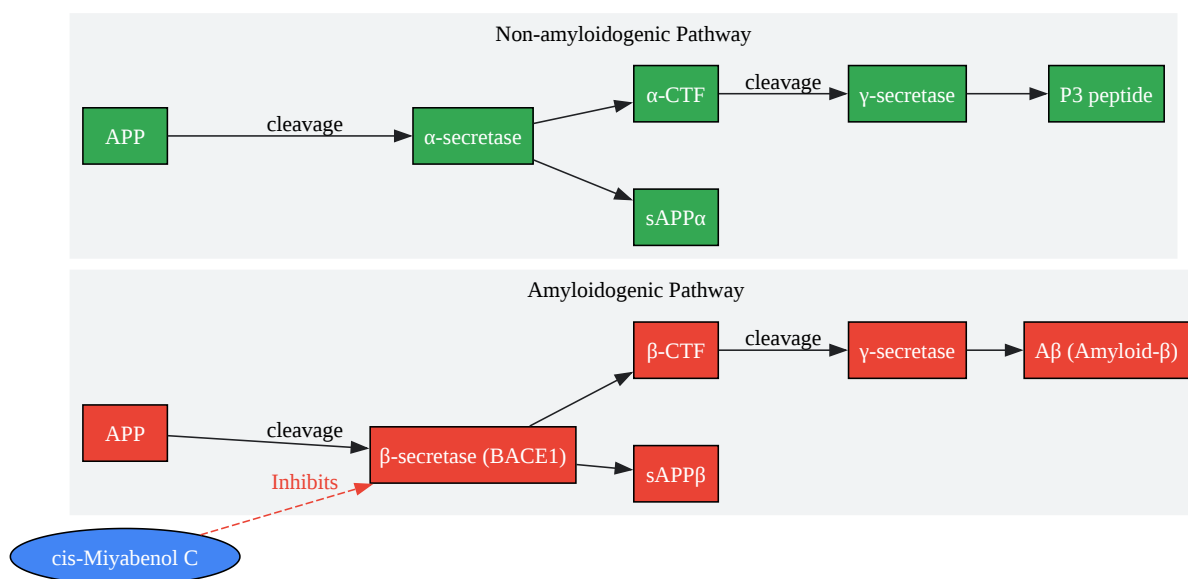 Non-amyloidogenic Pathway
APP
cleavage
α-secretase
α-CTF
cleavage
γ-secretase
P3 peptide
sAPPα
Amyloidogenic Pathway
APP
cleavage
β-secretase (BACE1)
β-CTF
cleavage
γ-secretase
Aβ (Amyloid-β)
sAPPβ
Inhibits
cis-Miyabenol C